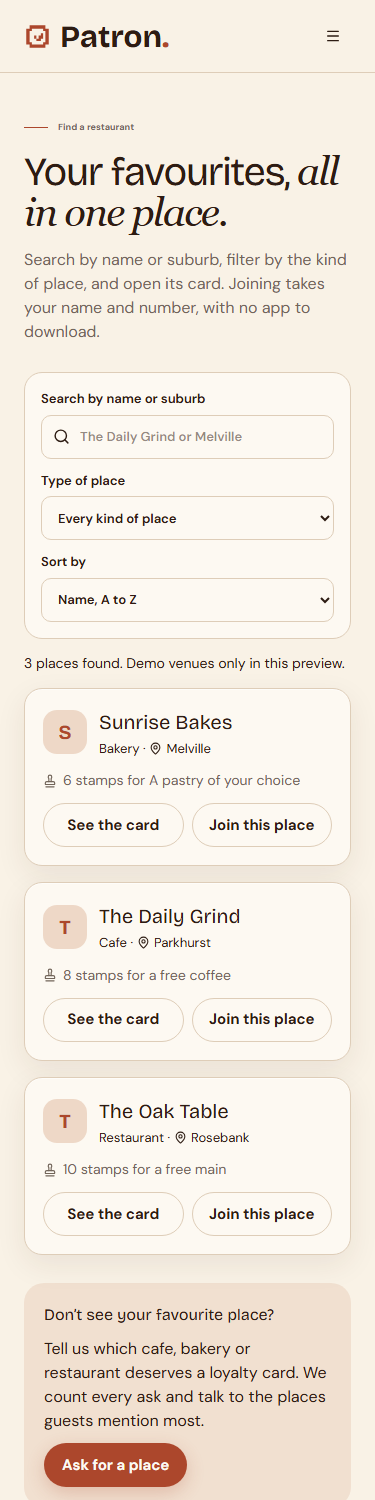 Patron.
Find a restaurant
Your favourites, all
in one place.
Search by name or suburb, filter by the kind
of place, and open its card. Joining takes
your name and number, with no app to
download.
Search by name or suburb
The Daily Grind or Melville
Type of place
Every kind of place
Sort by
Name, A to Z
3 places found. Demo venues only in this preview.
S
Sunrise Bakes
Bakery · Melville
6 stamps for A pastry of your choice
See the card Join this place
T
The Daily Grind
Cafe · Parkhurst
8 stamps for a free coffee
See the card Join this place
T
The Oak Table
Restaurant · Rosebank
10 stamps for a free main
See the card Join this place
Don't see your favourite place?
Tell us which cafe, bakery or
restaurant deserves a loyalty card. We
count every ask and talk to the places
guests mention most.
Ask for a place